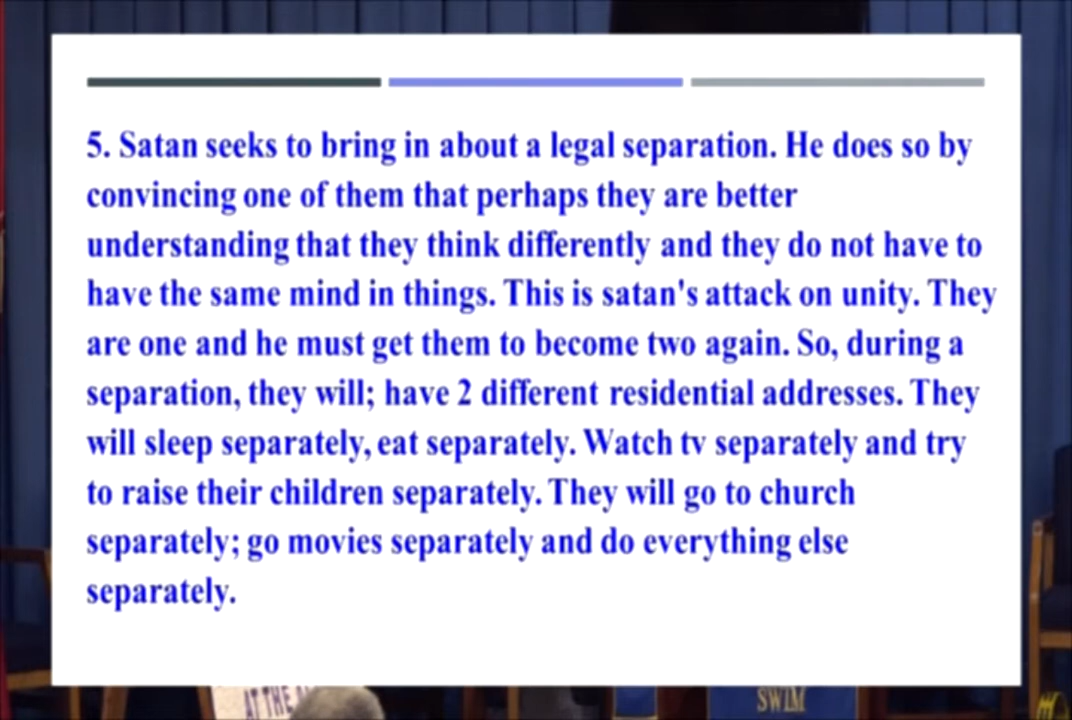 5. Satan seeks to bring in about a legal separation. He does so by
convincing one of them that perhaps they are better
understanding that they think differently and they do not have to
have the same mind in things. This is satan's attack on unity. They
are one and he must get them to become two again. So, during a
separation, they will; have 2 different residential addresses. They
will sleep separately, eat separately. Watch tv separately and try
to raise their children separately. They will go to church
separately; go movies separately and do everything else
separately.
AT THE
SWIM